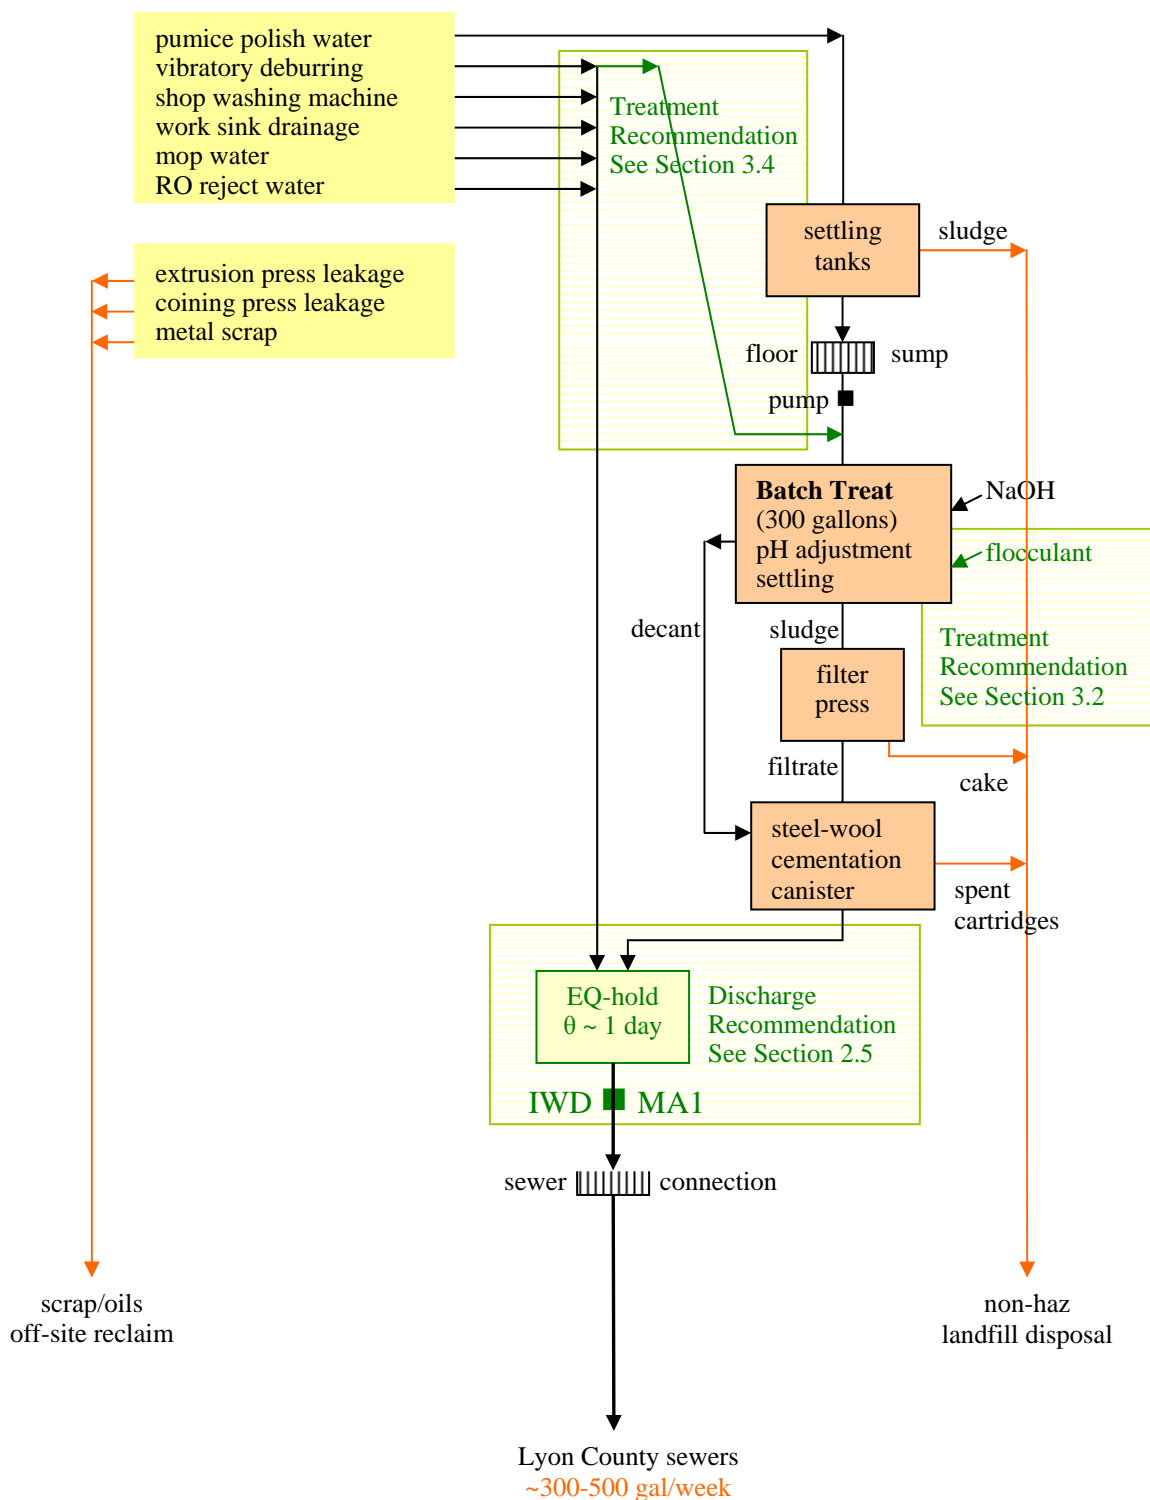 pumice polish water
vibratory deburring
shop washing machine
work sink drainage
mop water
RO reject water
Treatment
Recommendation
See Section 3.4
settling
tanks
sludge
extrusion press leakage
coining press leakage
metal scrap
floor sump
pump
Batch Treat
(300 gallons)
pH adjustment
settling
NaOH
flocculant
decant
sludge
Treatment
Recommendation
See Section 3.2
filter
press
filtrate
cake
steel-wool
cementation
canister
spent
cartridges
EQ-hold
θ ~ 1 day
Discharge
Recommendation
See Section 2.5
IWD MA1
sewer connection
scrap/oils
off-site reclaim
non-haz
landfill disposal
Lyon County sewers
~300-500 gal/week